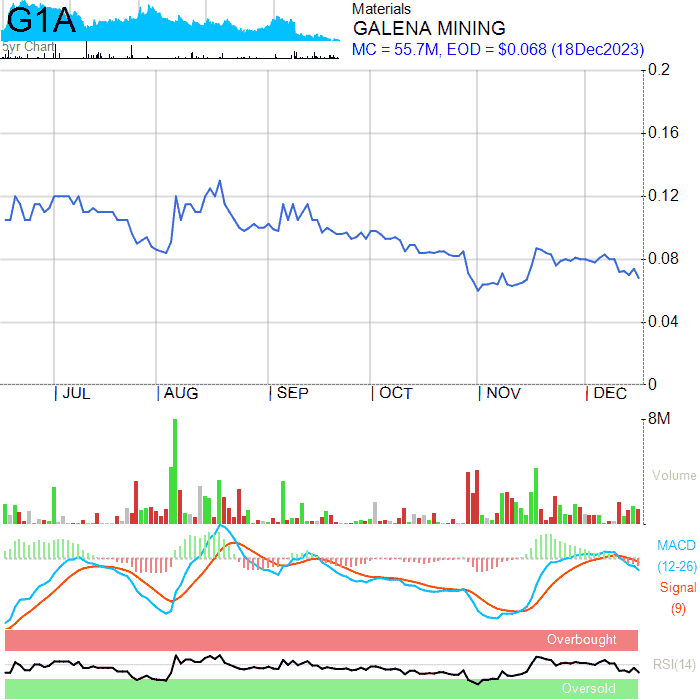 G1A
5yr Chart
Materials
GALENA MINING
MC = 55.7M, EOD = $0.068 (18Dec2023)
0.2
0.16
0.12
0.08
0.04
0
JUL AUG SEP OCT NOV DEC
8M
Volume
MACD
(12-26)
Signal
(9)
Overbought
RSI(14)
Oversold